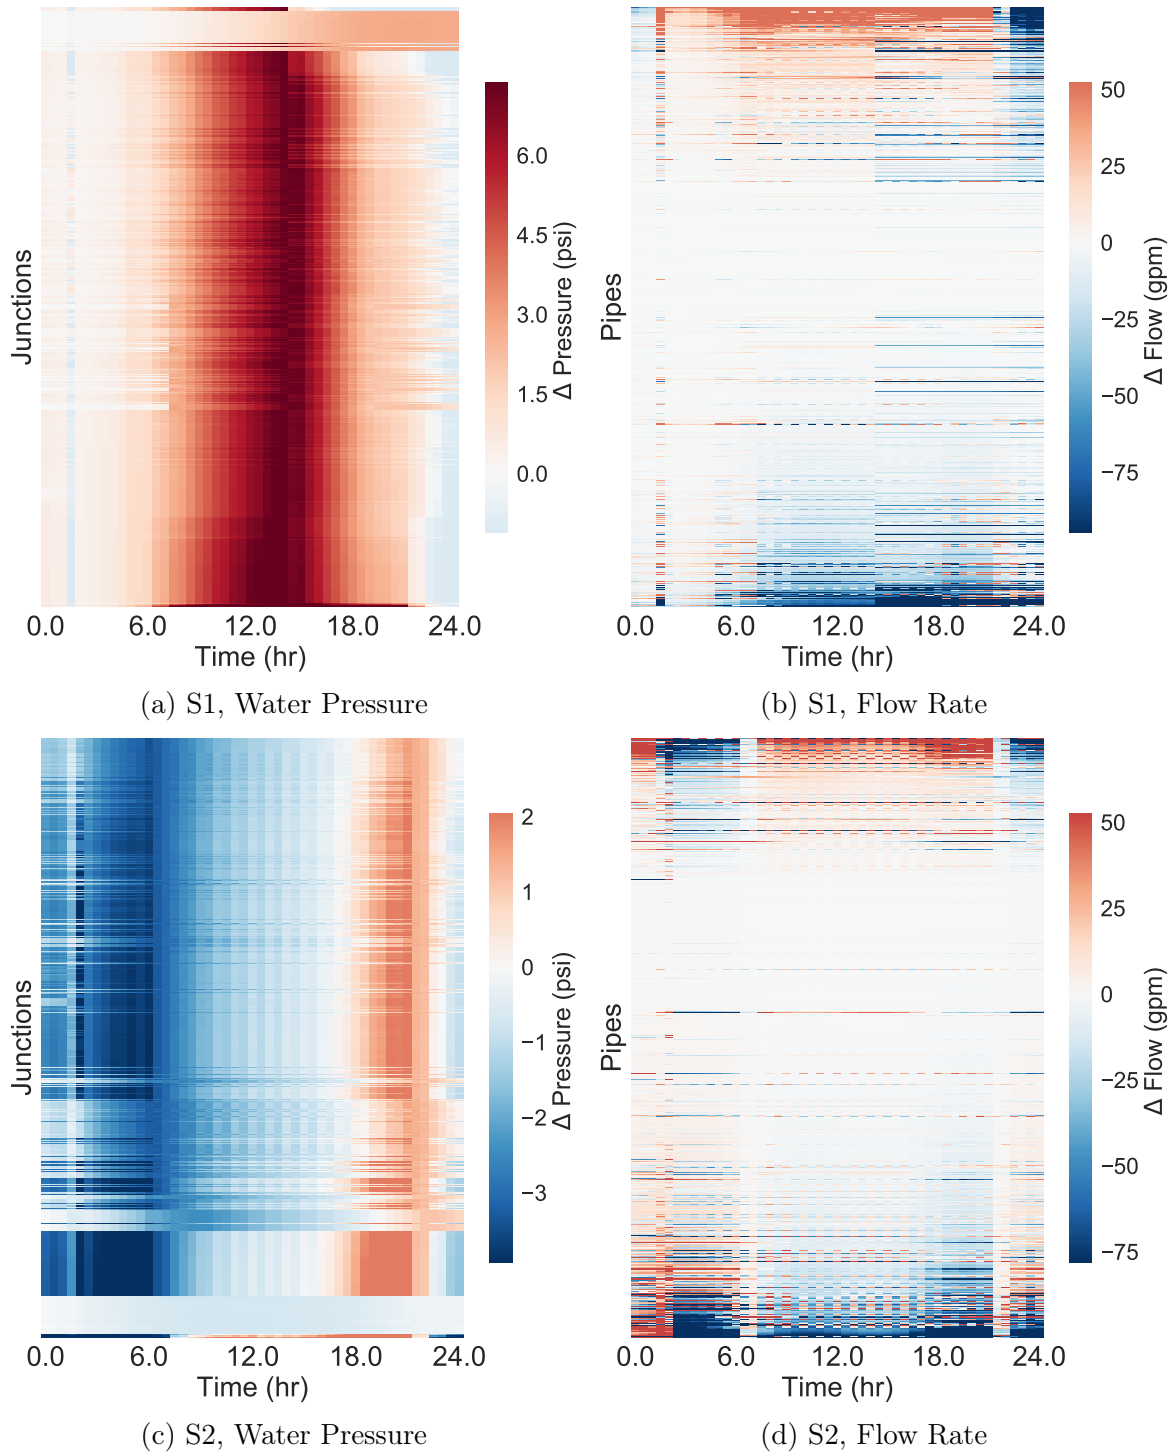 Junctions
6.0
4.5
3.0
1.5
0.0
Δ Pressure (psi)
0.0 6.0 12.0 18.0 24.0
Time (hr)
(a) S1, Water Pressure
Pipes
50
25
0
−25
−50
−75
Δ Flow (gpm)
0.0 6.0 12.0 18.0 24.0
Time (hr)
(b) S1, Flow Rate
Junctions
2
1
0
−1
−2
−3
Δ Pressure (psi)
0.0 6.0 12.0 18.0 24.0
Time (hr)
(c) S2, Water Pressure
Pipes
50
25
0
−25
−50
−75
Δ Flow (gpm)
0.0 6.0 12.0 18.0 24.0
Time (hr)
(d) S2, Flow Rate